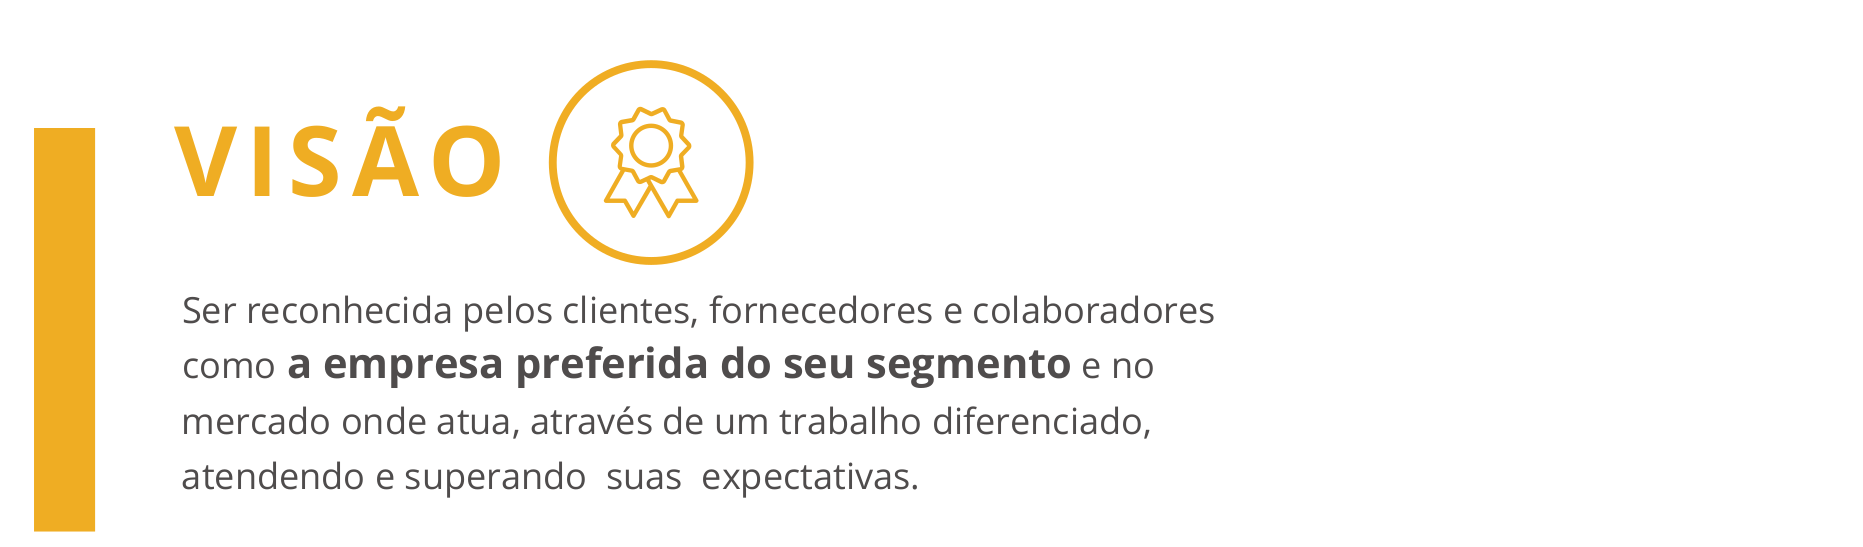 VISÃO
Ser reconhecida pelos clientes, fornecedores e colaboradores
como a empresa preferida do seu segmento e no
mercado onde atua, através de um trabalho diferenciado,
atendendo e superando  suas  expectativas.